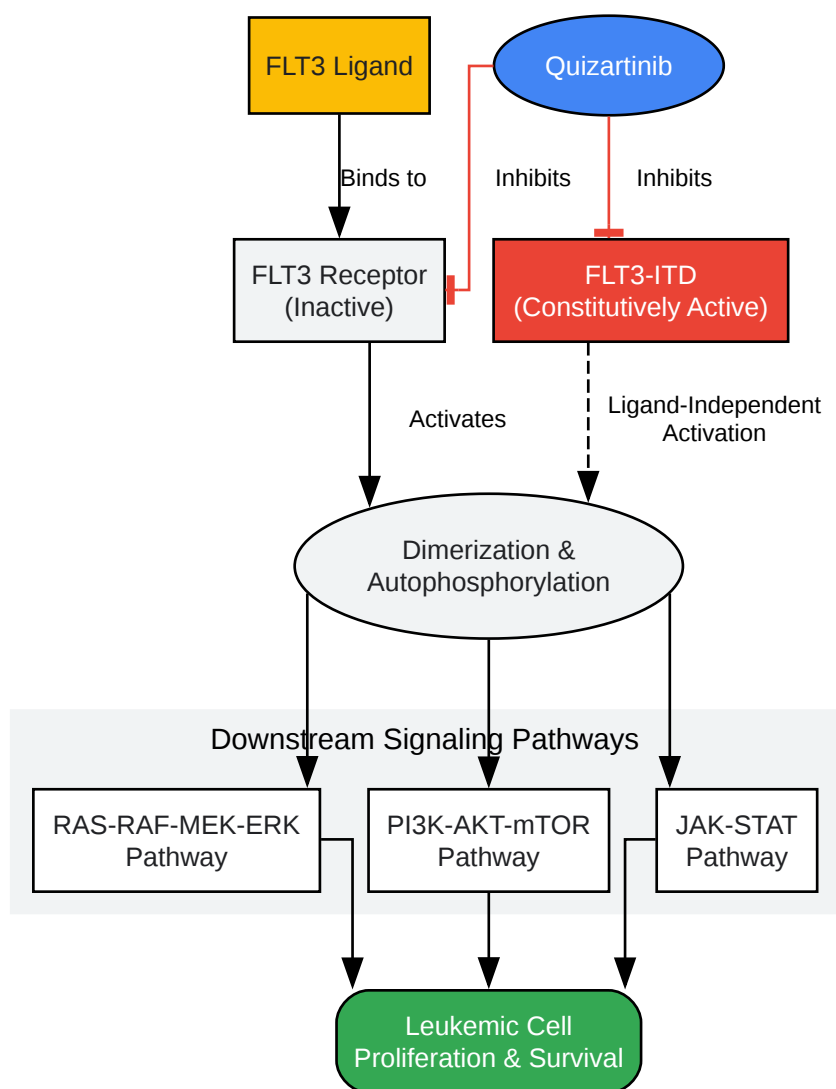 FLT3 Ligand
Quizartinib
Binds to
Inhibits
Inhibits
FLT3 Receptor
(Inactive)
FLT3-ITD
(Constitutively Active)
Activates
Ligand-Independent
Activation
Dimerization &
Autophosphorylation
Downstream Signaling Pathways
RAS-RAF-MEK-ERK
Pathway
PI3K-AKT-mTOR
Pathway
JAK-STAT
Pathway
Leukemic Cell
Proliferation & Survival